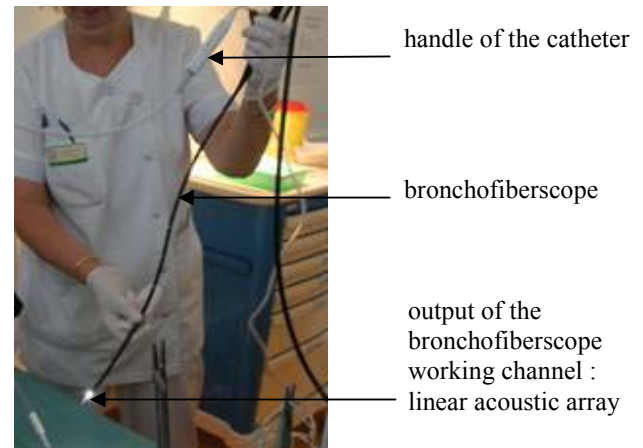 handle of the catheter
bronchofiberscope
output of the
bronchofiberscope
working channel :
linear acoustic array